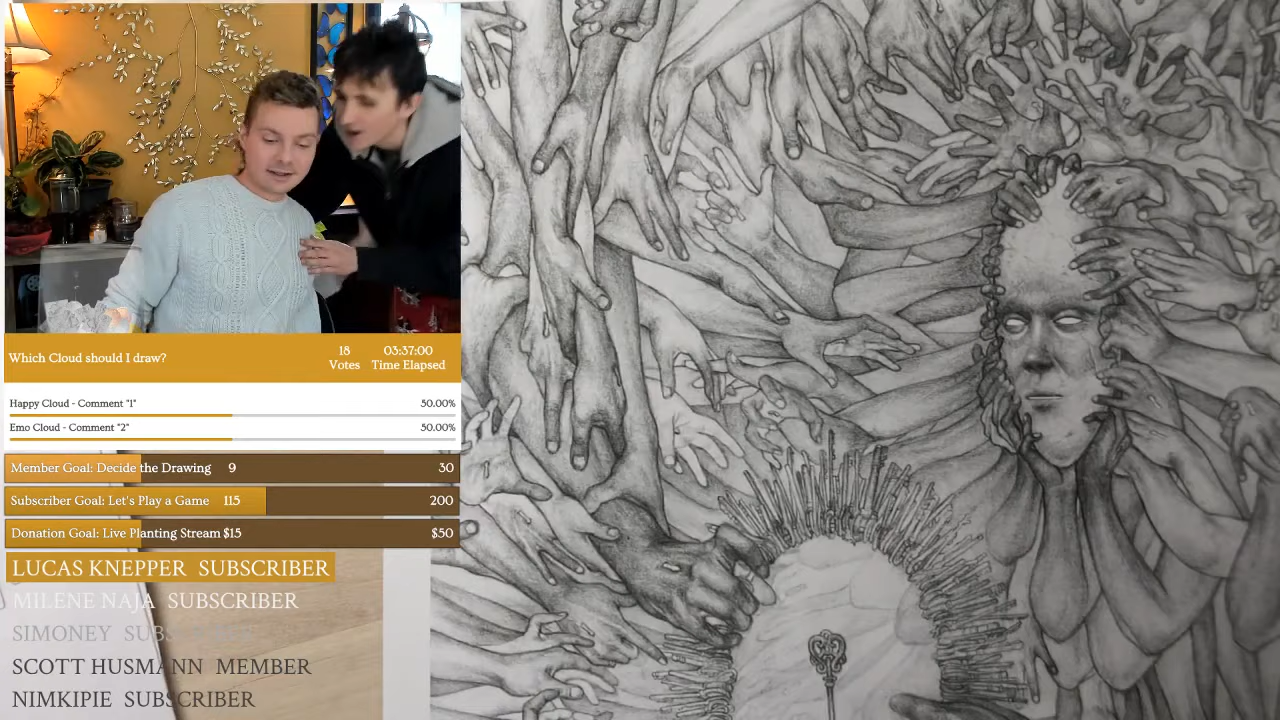 Which Cloud should I draw?
18 03:37:00
Votes Time Elapsed
Happy Cloud - Comment "1" 50.00%
Emo Cloud - Comment "2" 50.00%
Member Goal: Decide the Drawing 9 30
Subscriber Goal: Let's Play a Game 115 200
Donation Goal: Live Planting Stream $15 $50
LUCAS KNEPPER SUBSCRIBER
MILENE NAJA SUBSCRIBER
SIMONEY SUBSCRIBER
SCOTT HUSMANN MEMBER
NIMKIPIE SUBSCRIBER